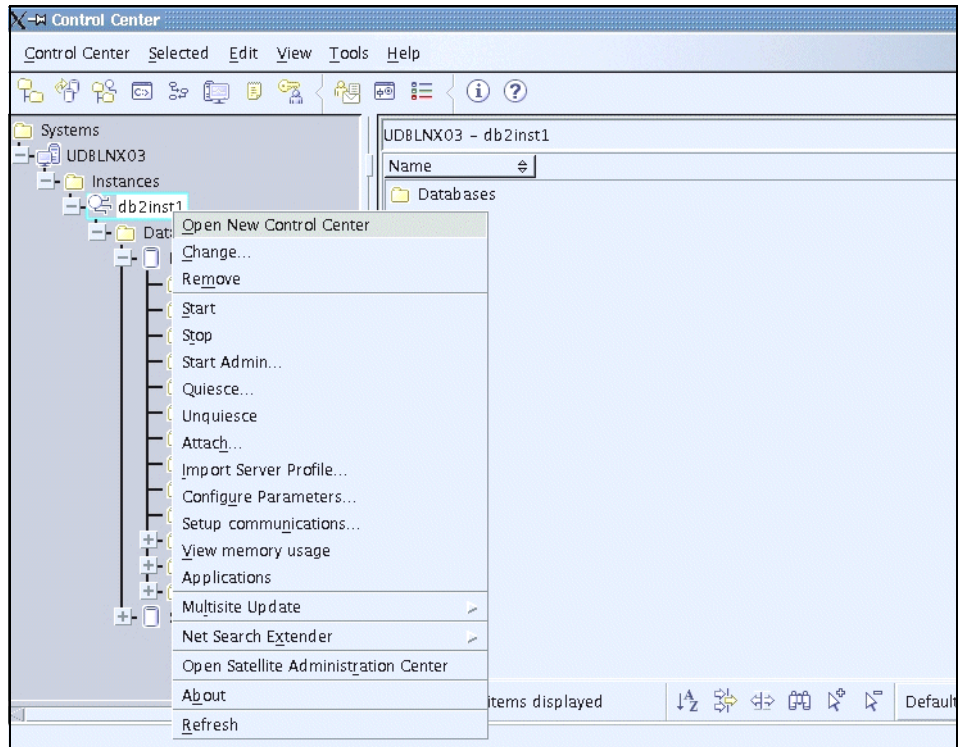 Control Center
Control Center Selected Edit View Tools Help
Systems
UDBLNX03
Instances
db2inst1
UDBLNX03 – db2inst1
Name
Databases
Open New Control Center
Change...
Remove
Start
Stop
Start Admin...
Quiesce...
Unquiesce
Attach...
Import Server Profile...
Configure Parameters...
Setup communications...
View memory usage
Applications
Multisite Update
Net Search Extender
Open Satellite Administration Center
About
Refresh
items displayed
Default